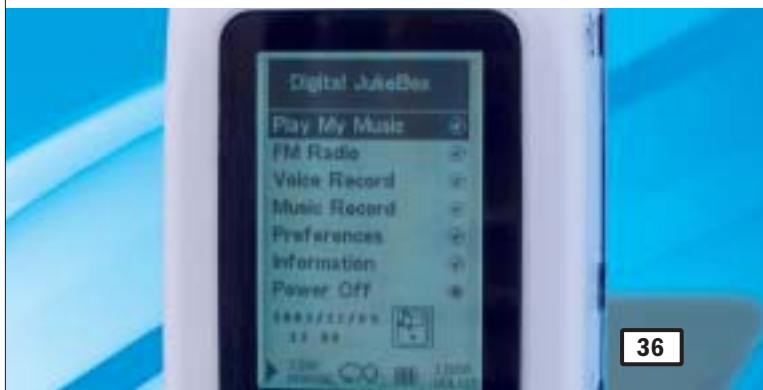 Digital JukeBox
Play My Music
FM Radio
Voice Record
Music Record
Preferences
Information
Power Off
36